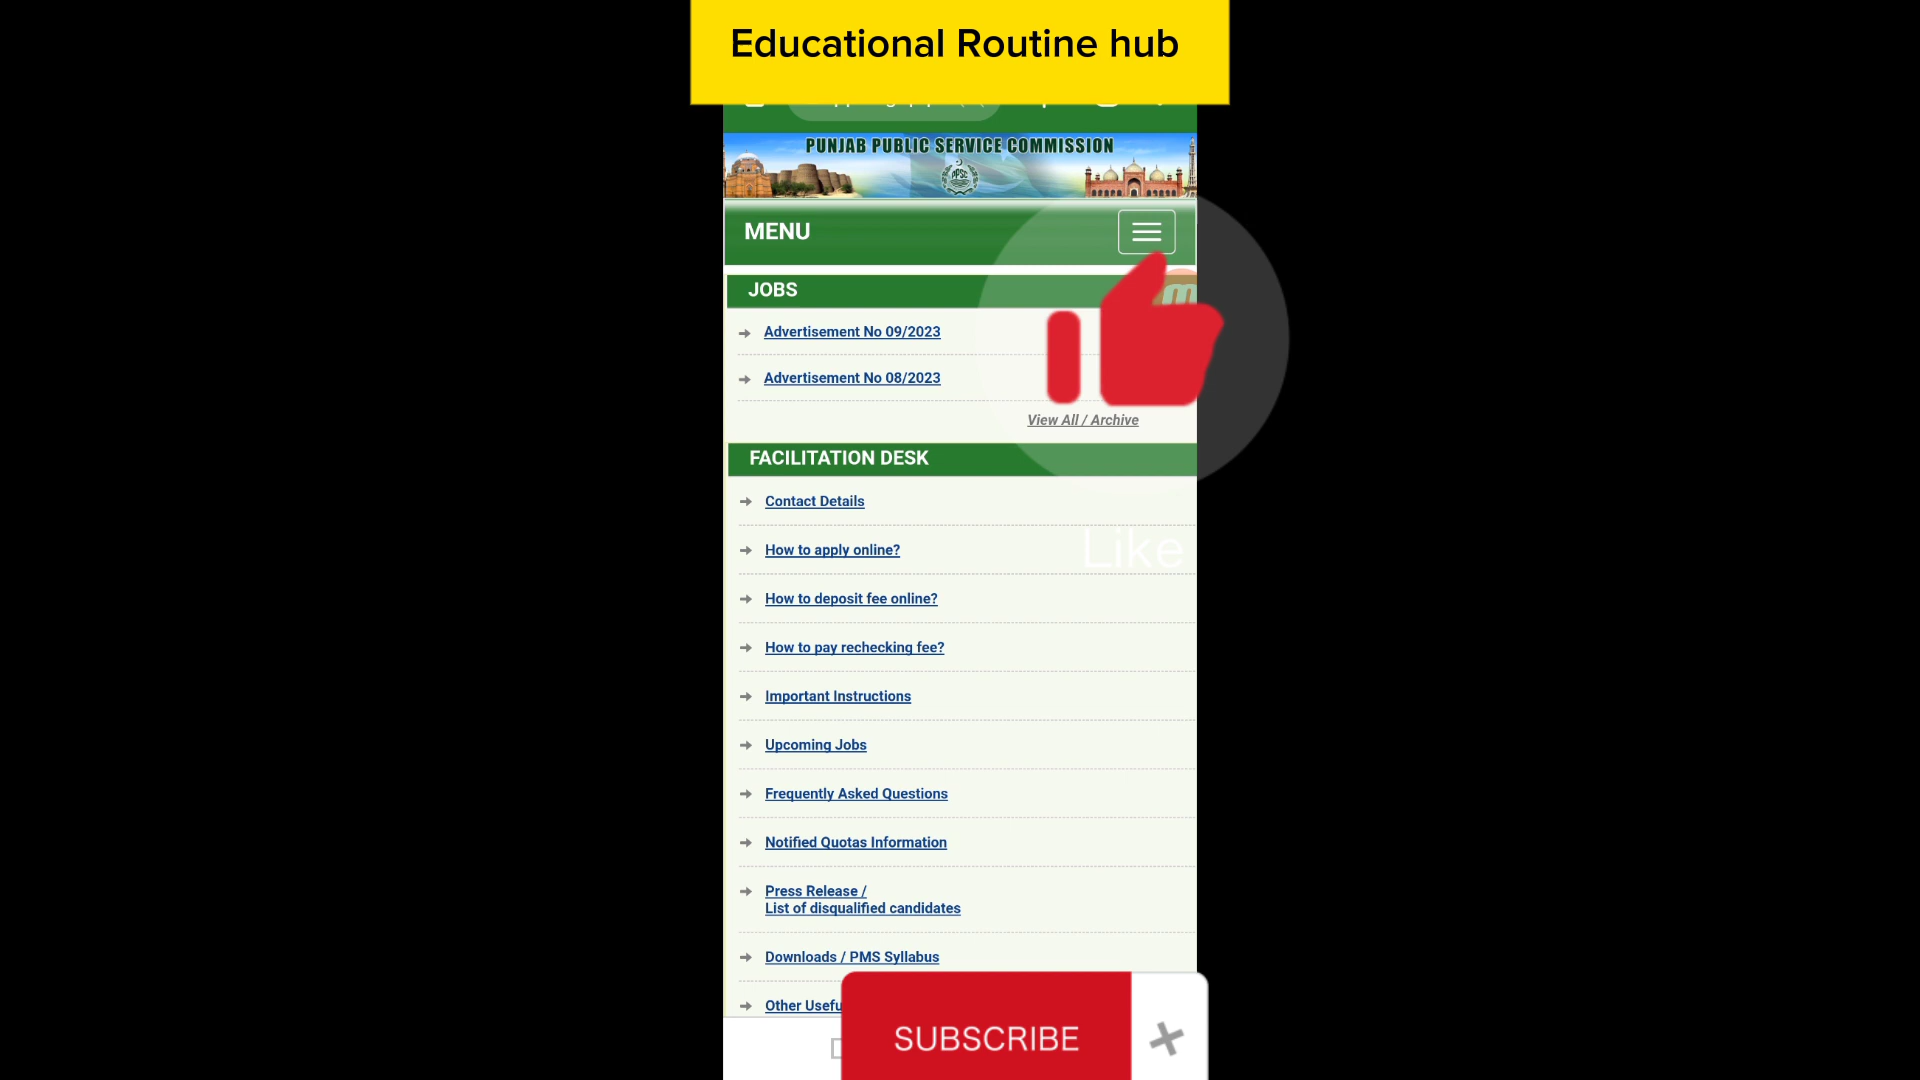 Educational Routine hub
PUNJAB PUBLIC SERVICE COMMISSION
PPSC
MENU
JOBS
Advertisement No 09/2023
Advertisement No 08/2023
View All / Archive
FACILITATION DESK
Contact Details
How to apply online?
Like
How to deposit fee online?
How to pay rechecking fee?
Important Instructions
Upcoming Jobs
Frequently Asked Questions
Notified Quotas Information
Press Release /
List of disqualified candidates
Downloads / PMS Syllabus
Other
SUBSCRIBE